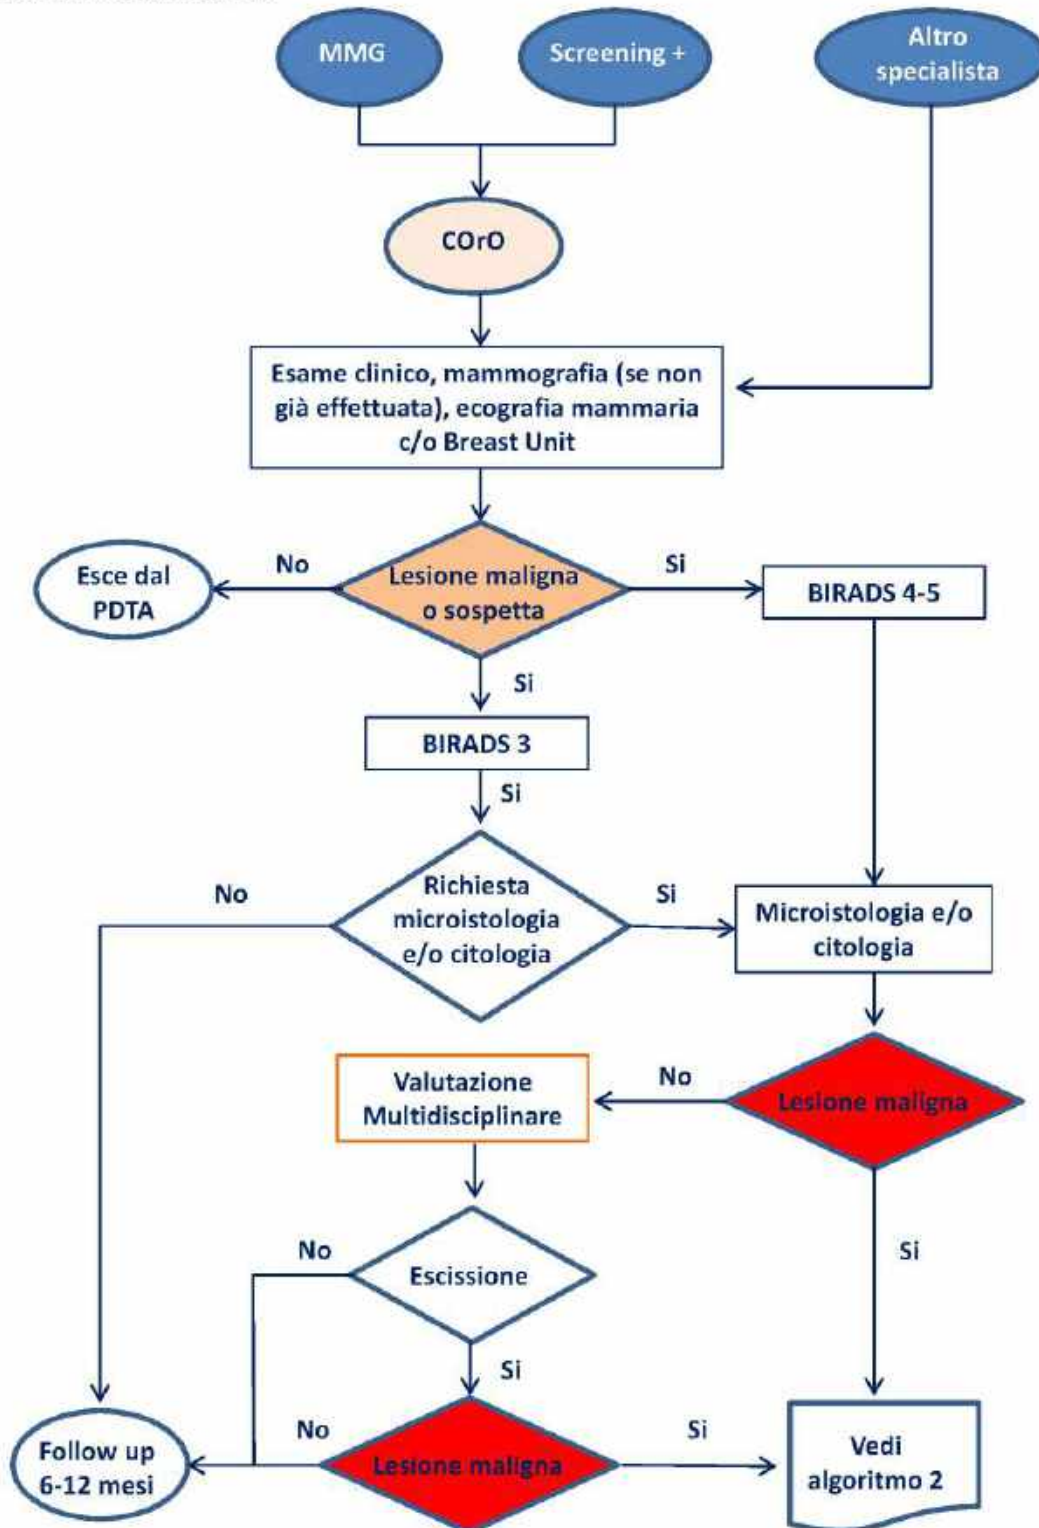 MMG
Screening +
Altro
specialista
COrO
Esame clinico, mammografia (se non
già effettuata), ecografia mammaria
c/o Breast Unit
Esce dal
PDTA
No
Lesione maligna
o sospetta
Si
BIRADS 4-5
Si
BIRADS 3
Si
No
Richiesta
microistologia
e/o citologia
Si
Microistologia e/o
citologia
Valutazione
Multidisciplinare
No
Lesione maligna
No
Escissione
Si
Si
Follow up
6-12 mesi
No
Lesione maligna
Si
Vedi
algoritmo 2